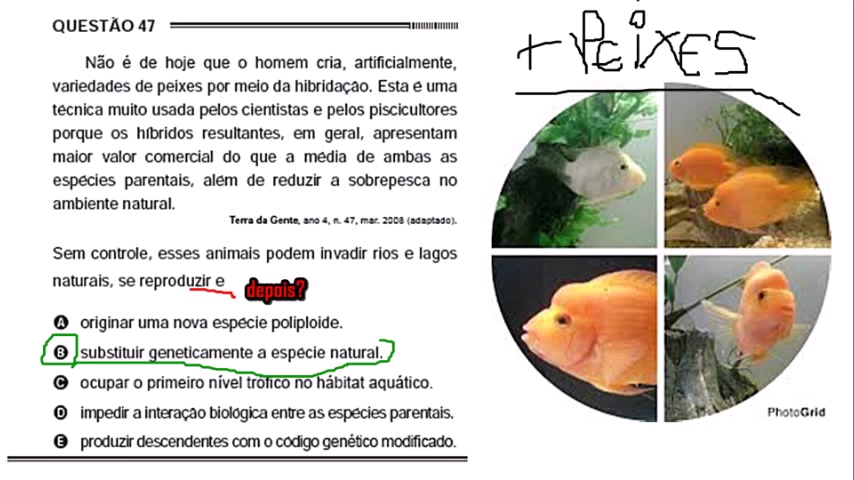 QUESTÃO 47
+ Peixes
Não é de hoje que o homem cria, artificialmente,
variedades de peixes por meio da hibridação. Esta é uma
técnica muito usada pelos cientistas e pelos piscicultores
porque os híbridos resultantes, em geral, apresentam
maior valor comercial do que a média de ambas as
espécies parentais, além de reduzir a sobrepesca no
ambiente natural.
Terra da Gente, ano 4, n. 47, mar. 2008 (adaptado).
Sem controle, esses animais podem invadir rios e lagos
naturais, se reproduzir e depois?
A originar uma nova espécie poliploide.
B substituir geneticamente a espécie natural.
C ocupar o primeiro nível trófico no hábitat aquático.
D impedir a interação biológica entre as espécies parentais.
E produzir descendentes com o código genético modificado.
PhotoGrid